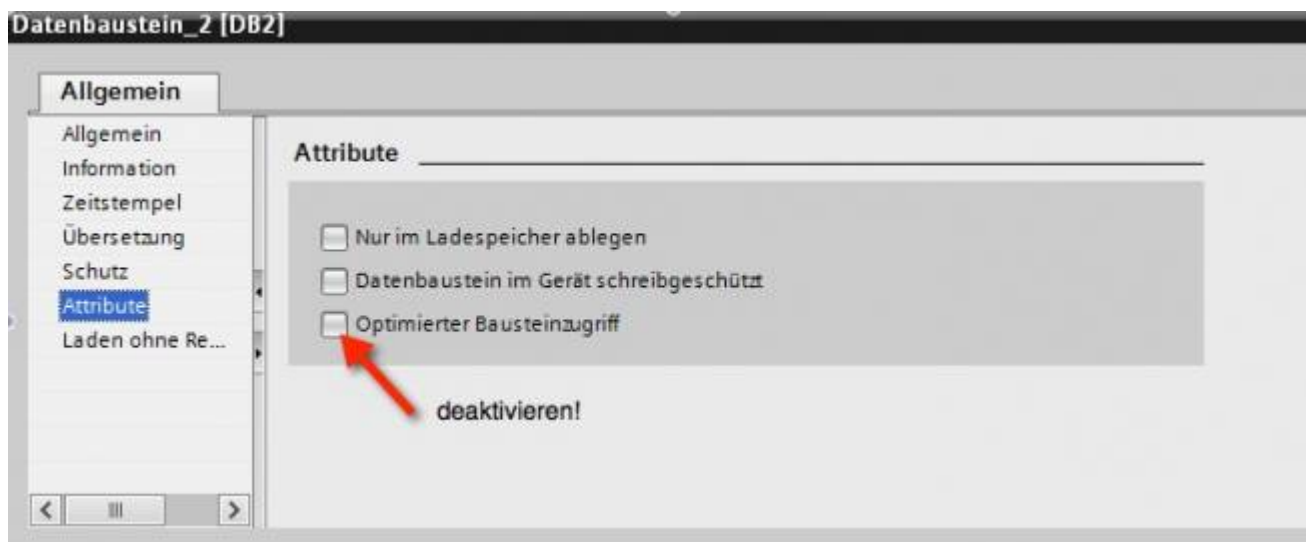 Datenbaustein_2 [DB2]
Allgemein
Allgemein
Information
Zeitstempel
Übersetzung
Schutz
Attribute
Laden ohne Re...
Attribute
Nur im Ladespeicher ablegen
Datenbaustein im Gerät schreibgeschützt
Optimierter Bausteinzugriff
deaktivieren!